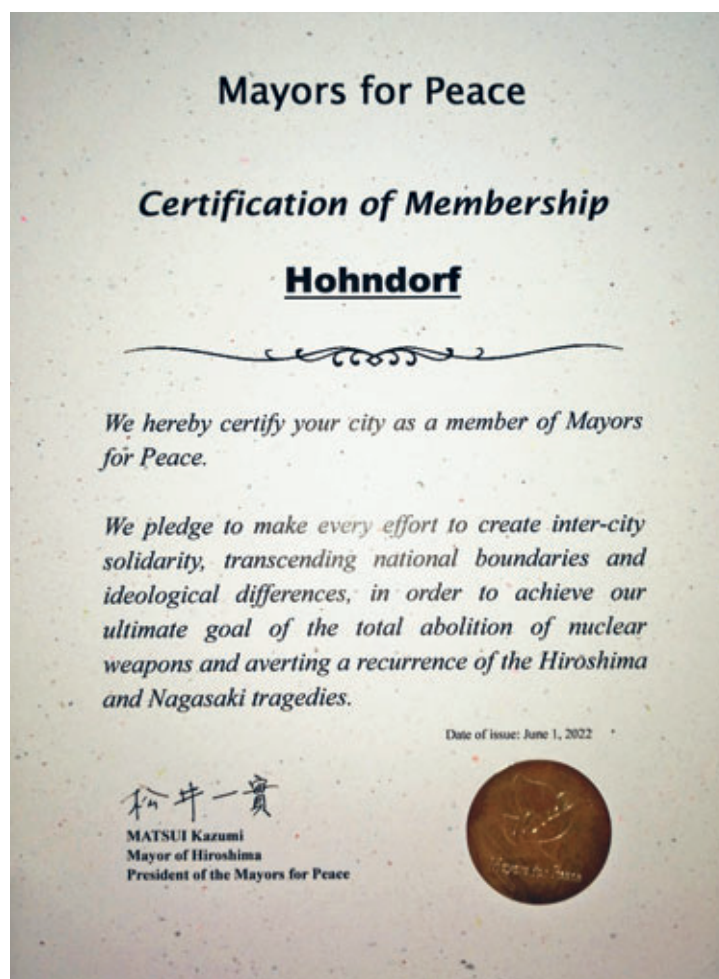 Mayors for Peace
Certification of Membership
Hohndorf
We hereby certify your city as a member of Mayors
for Peace.
We pledge to make every effort to create inter-city
solidarity, transcending national boundaries and
ideological differences, in order to achieve our
ultimate goal of the total abolition of nuclear
weapons and averting a recurrence of the Hiroshima
and Nagasaki tragedies.
Date of issue: June 1, 2022
松井一實
MATSUI Kazumi
Mayor of Hiroshima
President of the Mayors for Peace
Mayors for Peace